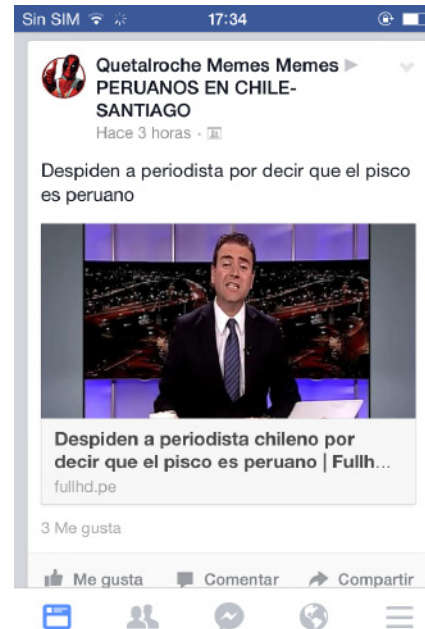 Sin SIM 17:34
Quetalroche Memes Memes ▶
PERUANOS EN CHILE-
SANTIAGO
Hace 3 horas ·
Despiden a periodista por decir que el pisco
es peruano
Despiden a periodista chileno por
decir que el pisco es peruano | Fullh...
fullhd.pe
3 Me gusta
Me gusta Comentar Compartir